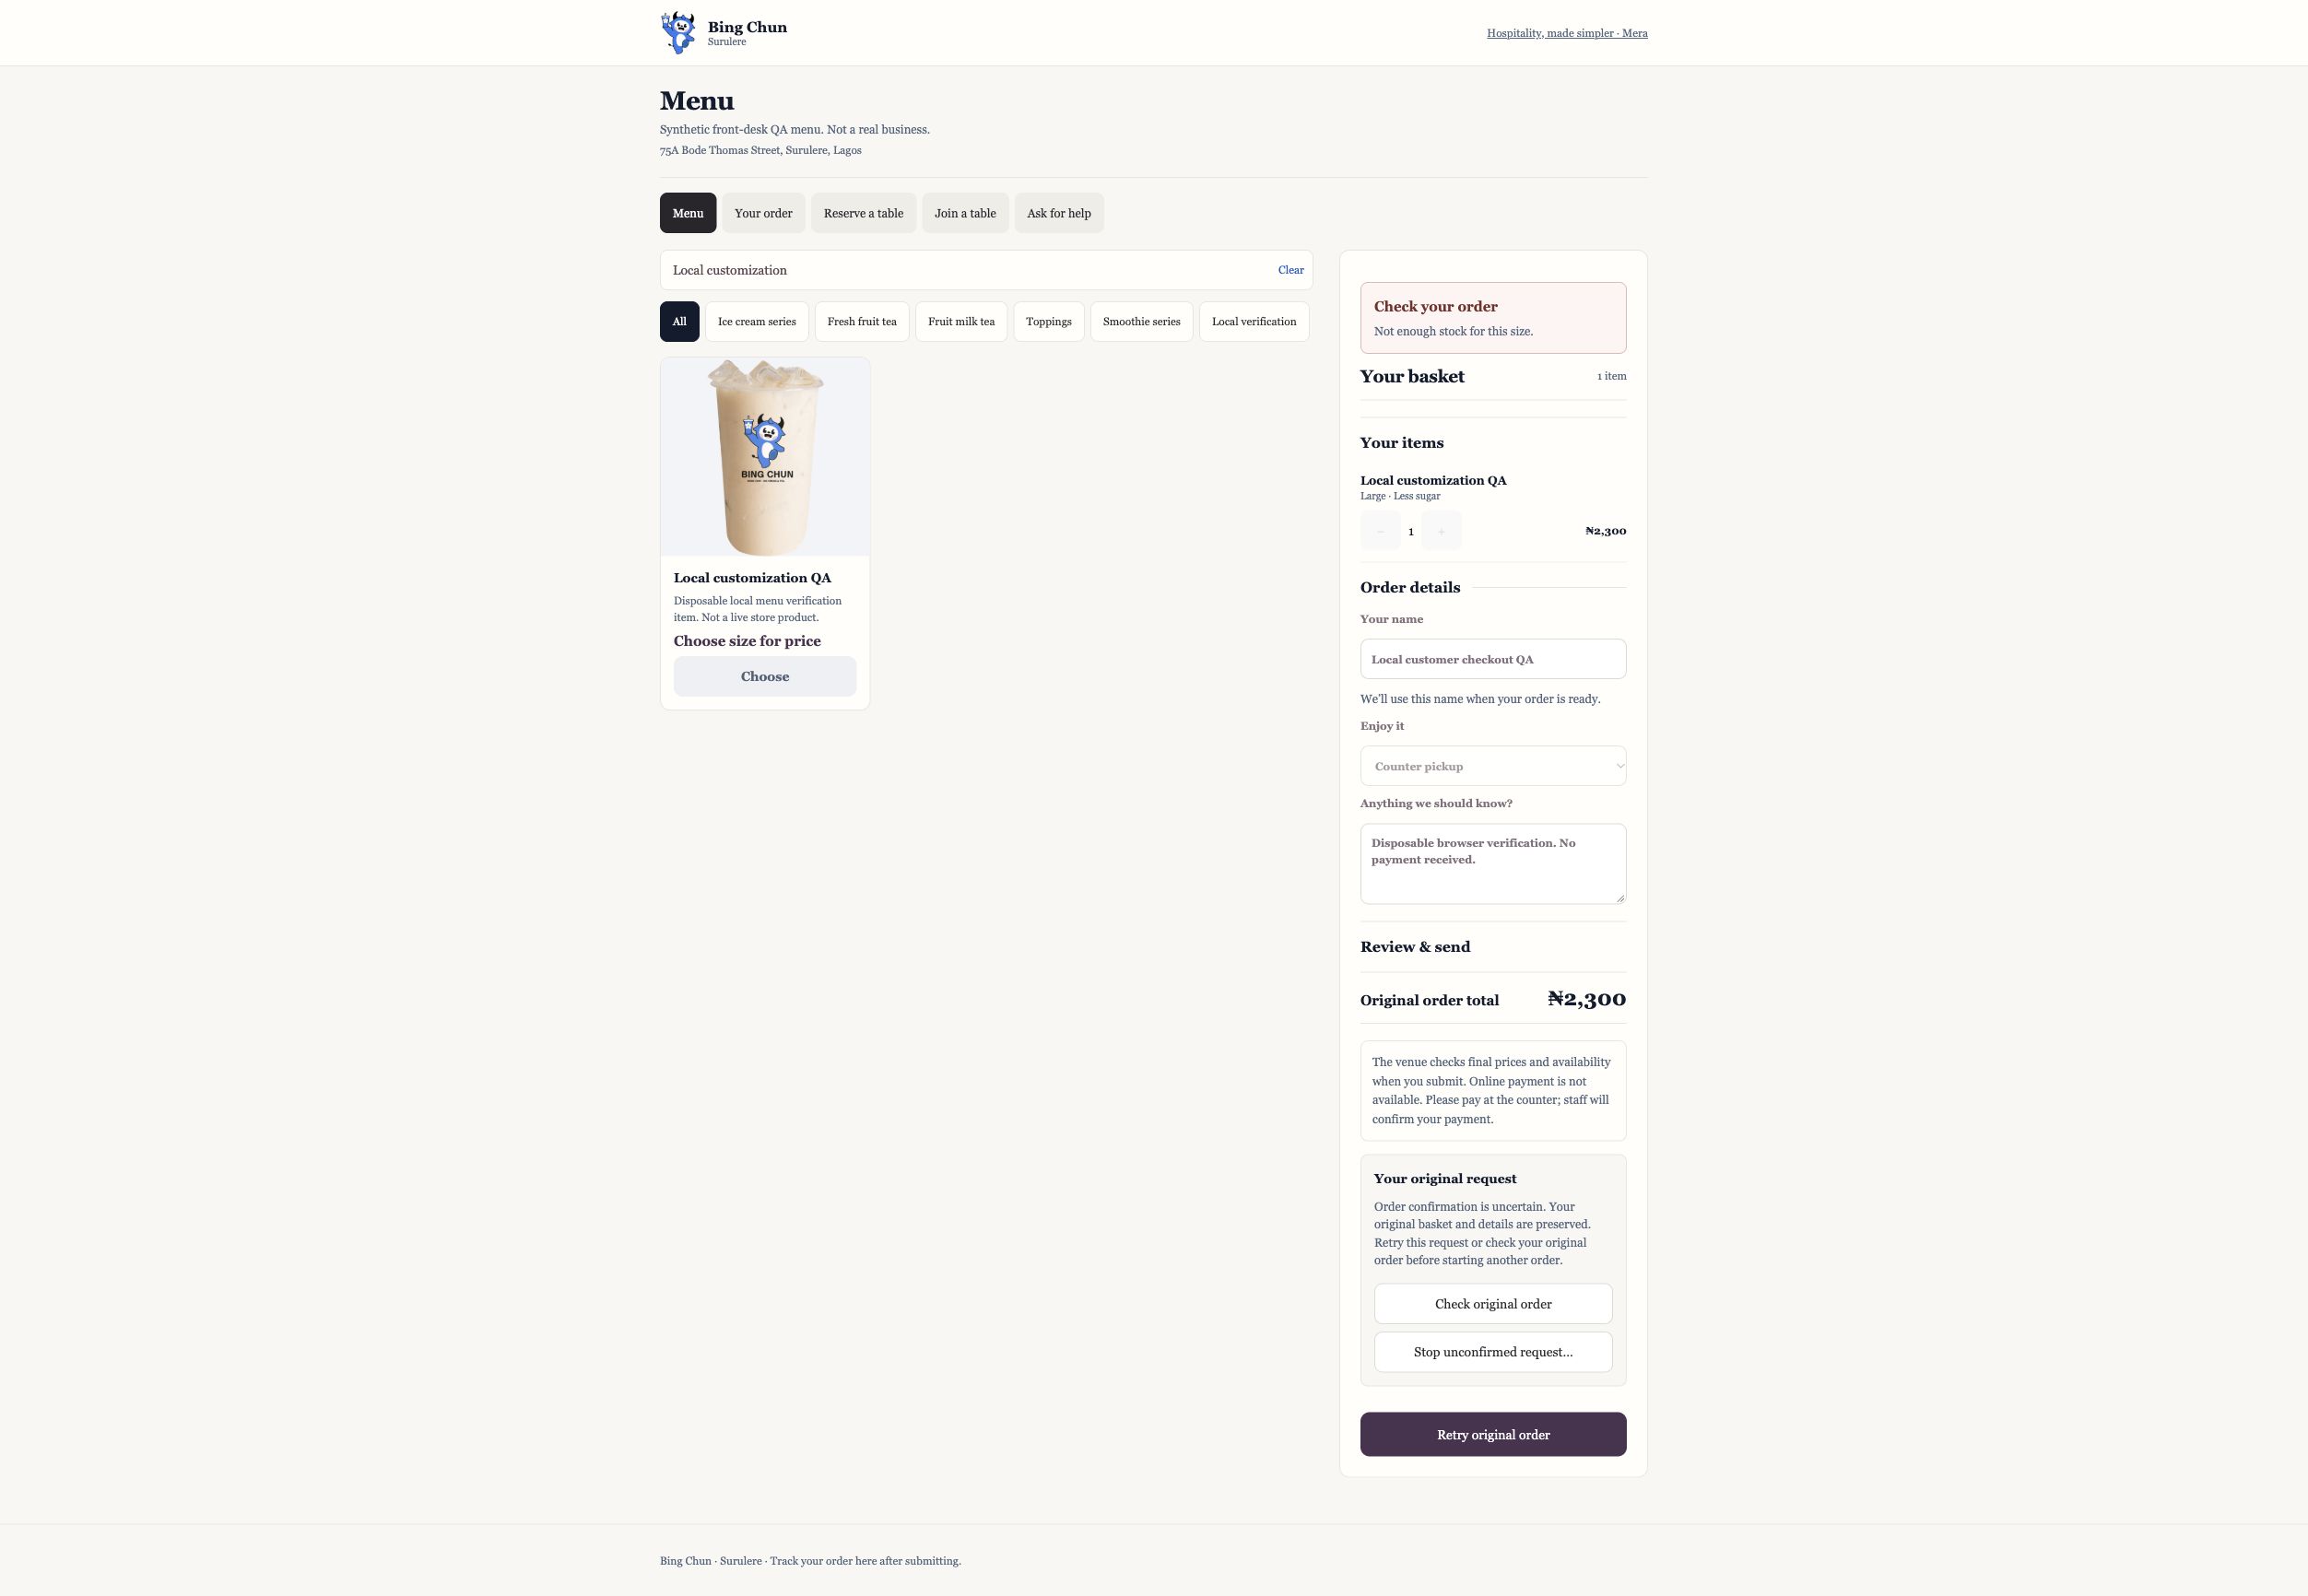 Bing Chun
Surulere
Hospitality, made simpler · Mera
Menu
Synthetic front-desk QA menu. Not a real business.
75A Bode Thomas Street, Surulere, Lagos
Menu
Your order
Reserve a table
Join a table
Ask for help
Local customization
Clear
All
Ice cream series
Fresh fruit tea
Fruit milk tea
Toppings
Smoothie series
Local verification
BING CHUN
Local customization QA
Disposable local menu verification
item. Not a live store product.
Choose size for price
Choose
Check your order
Not enough stock for this size.
Your basket
1 item
Your items
Local customization QA
Large · Less sugar
−
1
+
₦2,300
Order details
Your name
Local customer checkout QA
We'll use this name when your order is ready.
Enjoy it
Counter pickup
Anything we should know?
Disposable browser verification. No
payment received.
Review & send
Original order total
₦2,300
The venue checks final prices and availability
when you submit. Online payment is not
available. Please pay at the counter; staff will
confirm your payment.
Your original request
Order confirmation is uncertain. Your
original basket and details are preserved.
Retry this request or check your original
order before starting another order.
Check original order
Stop unconfirmed request...
Retry original order
Bing Chun · Surulere · Track your order here after submitting.